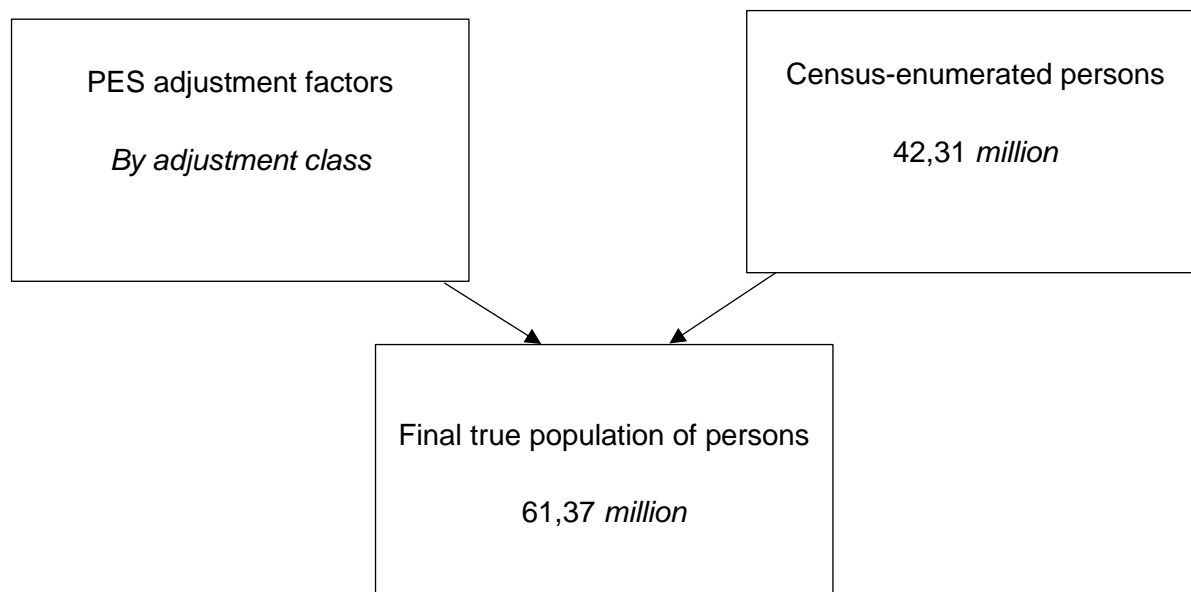 PES adjustment factors
By adjustment class
Census-enumerated persons
42,31 million
Final true population of persons
61,37 million